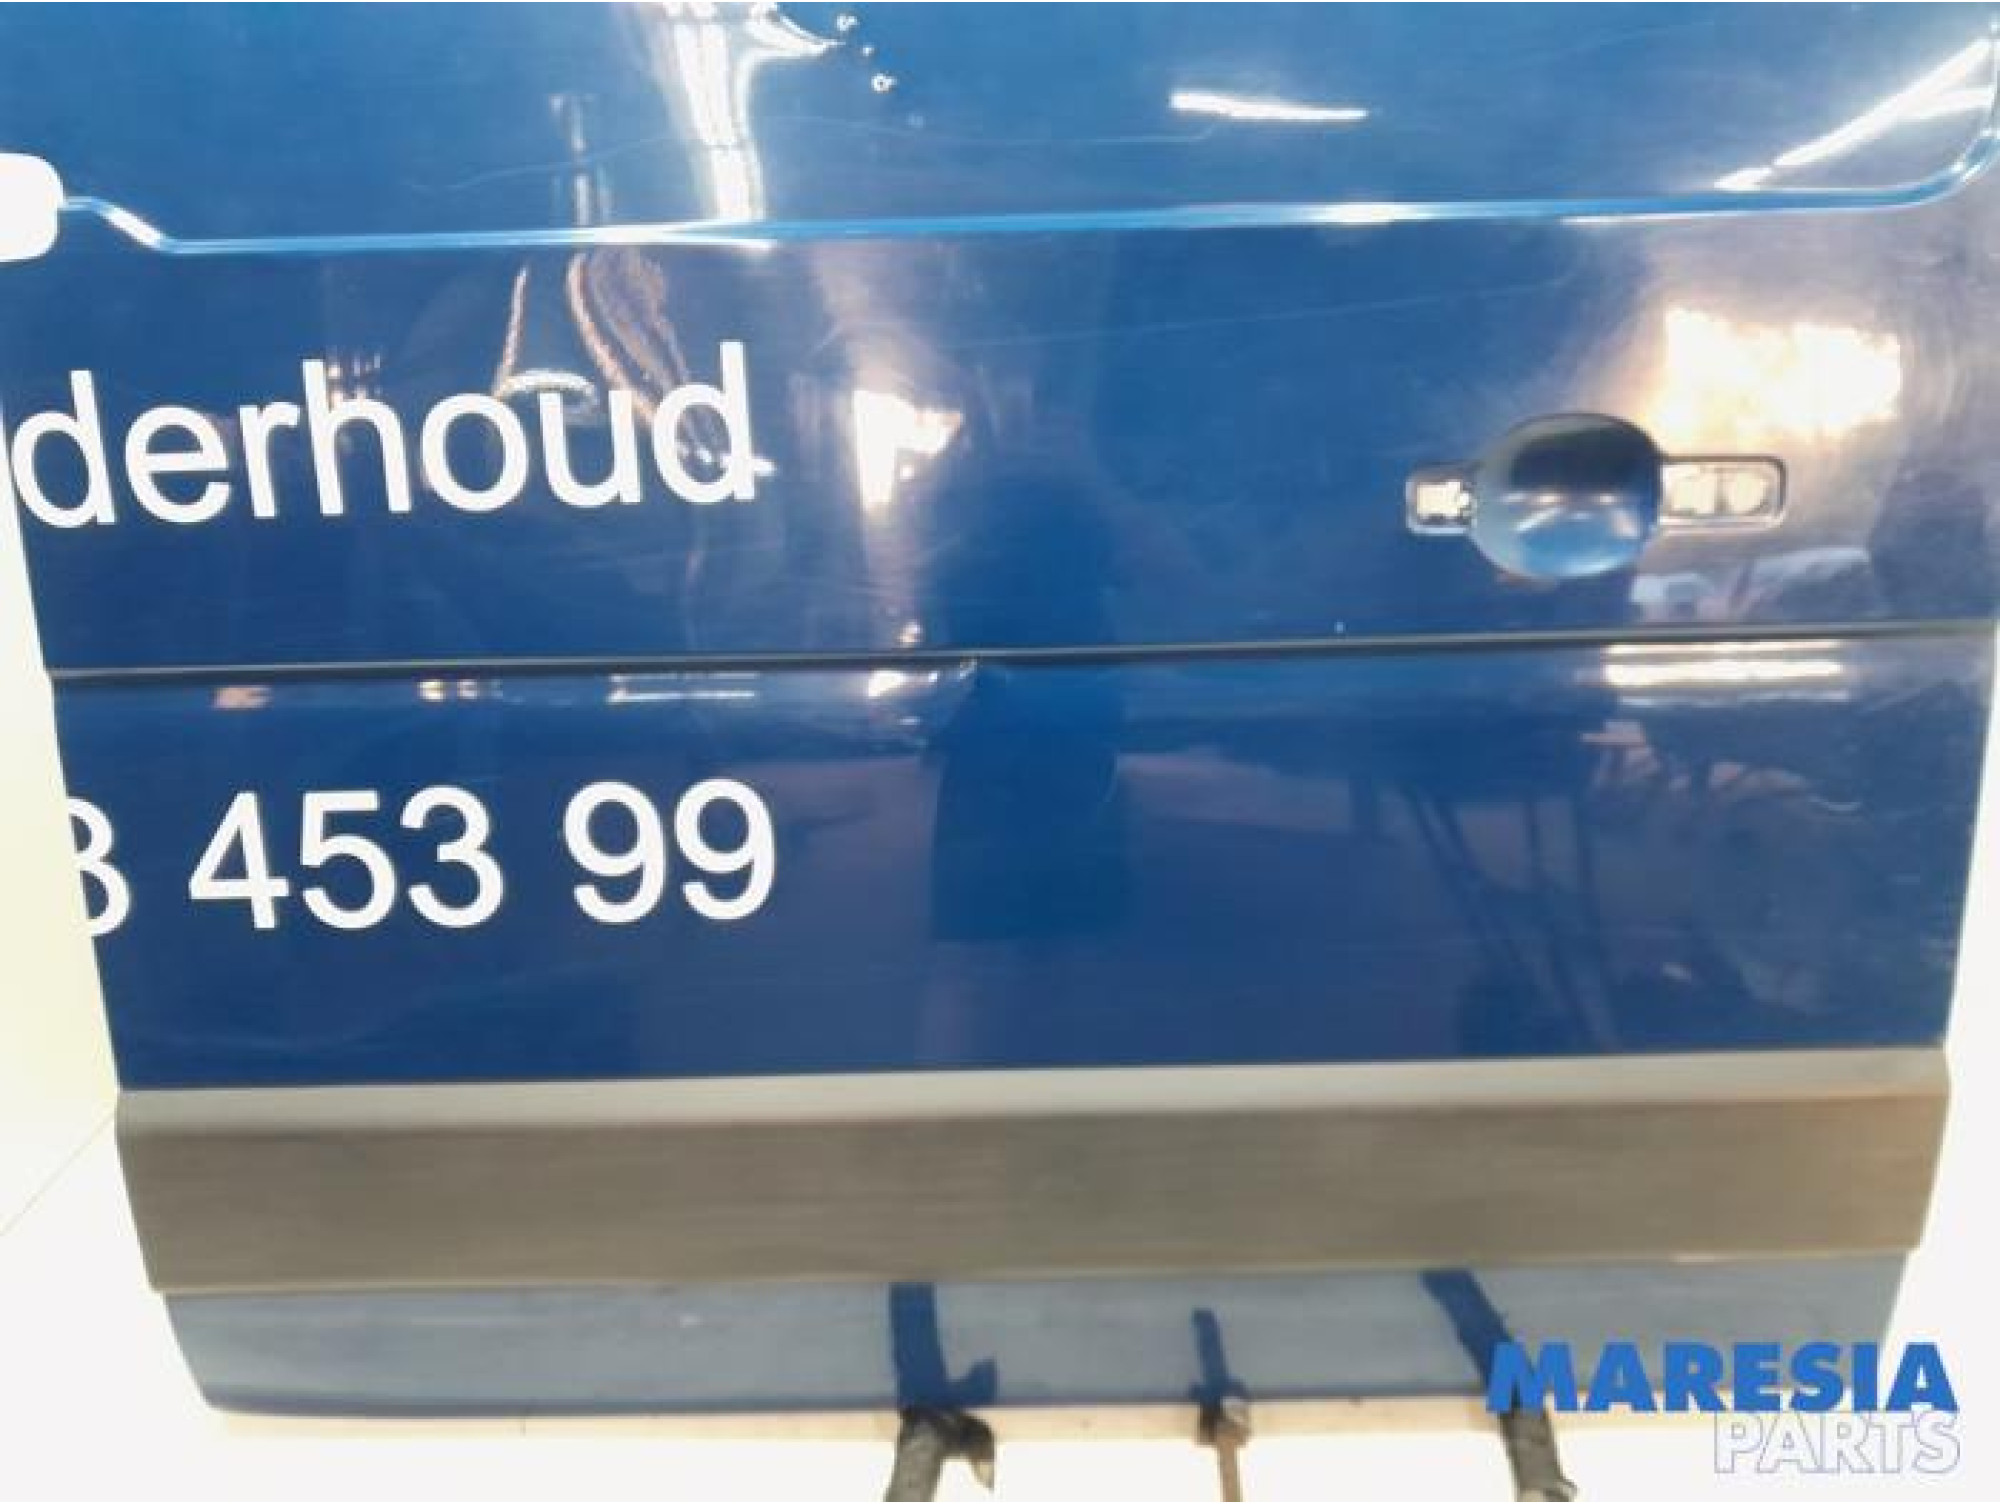 derhoud
3 453 99
MARESIA
PARTS